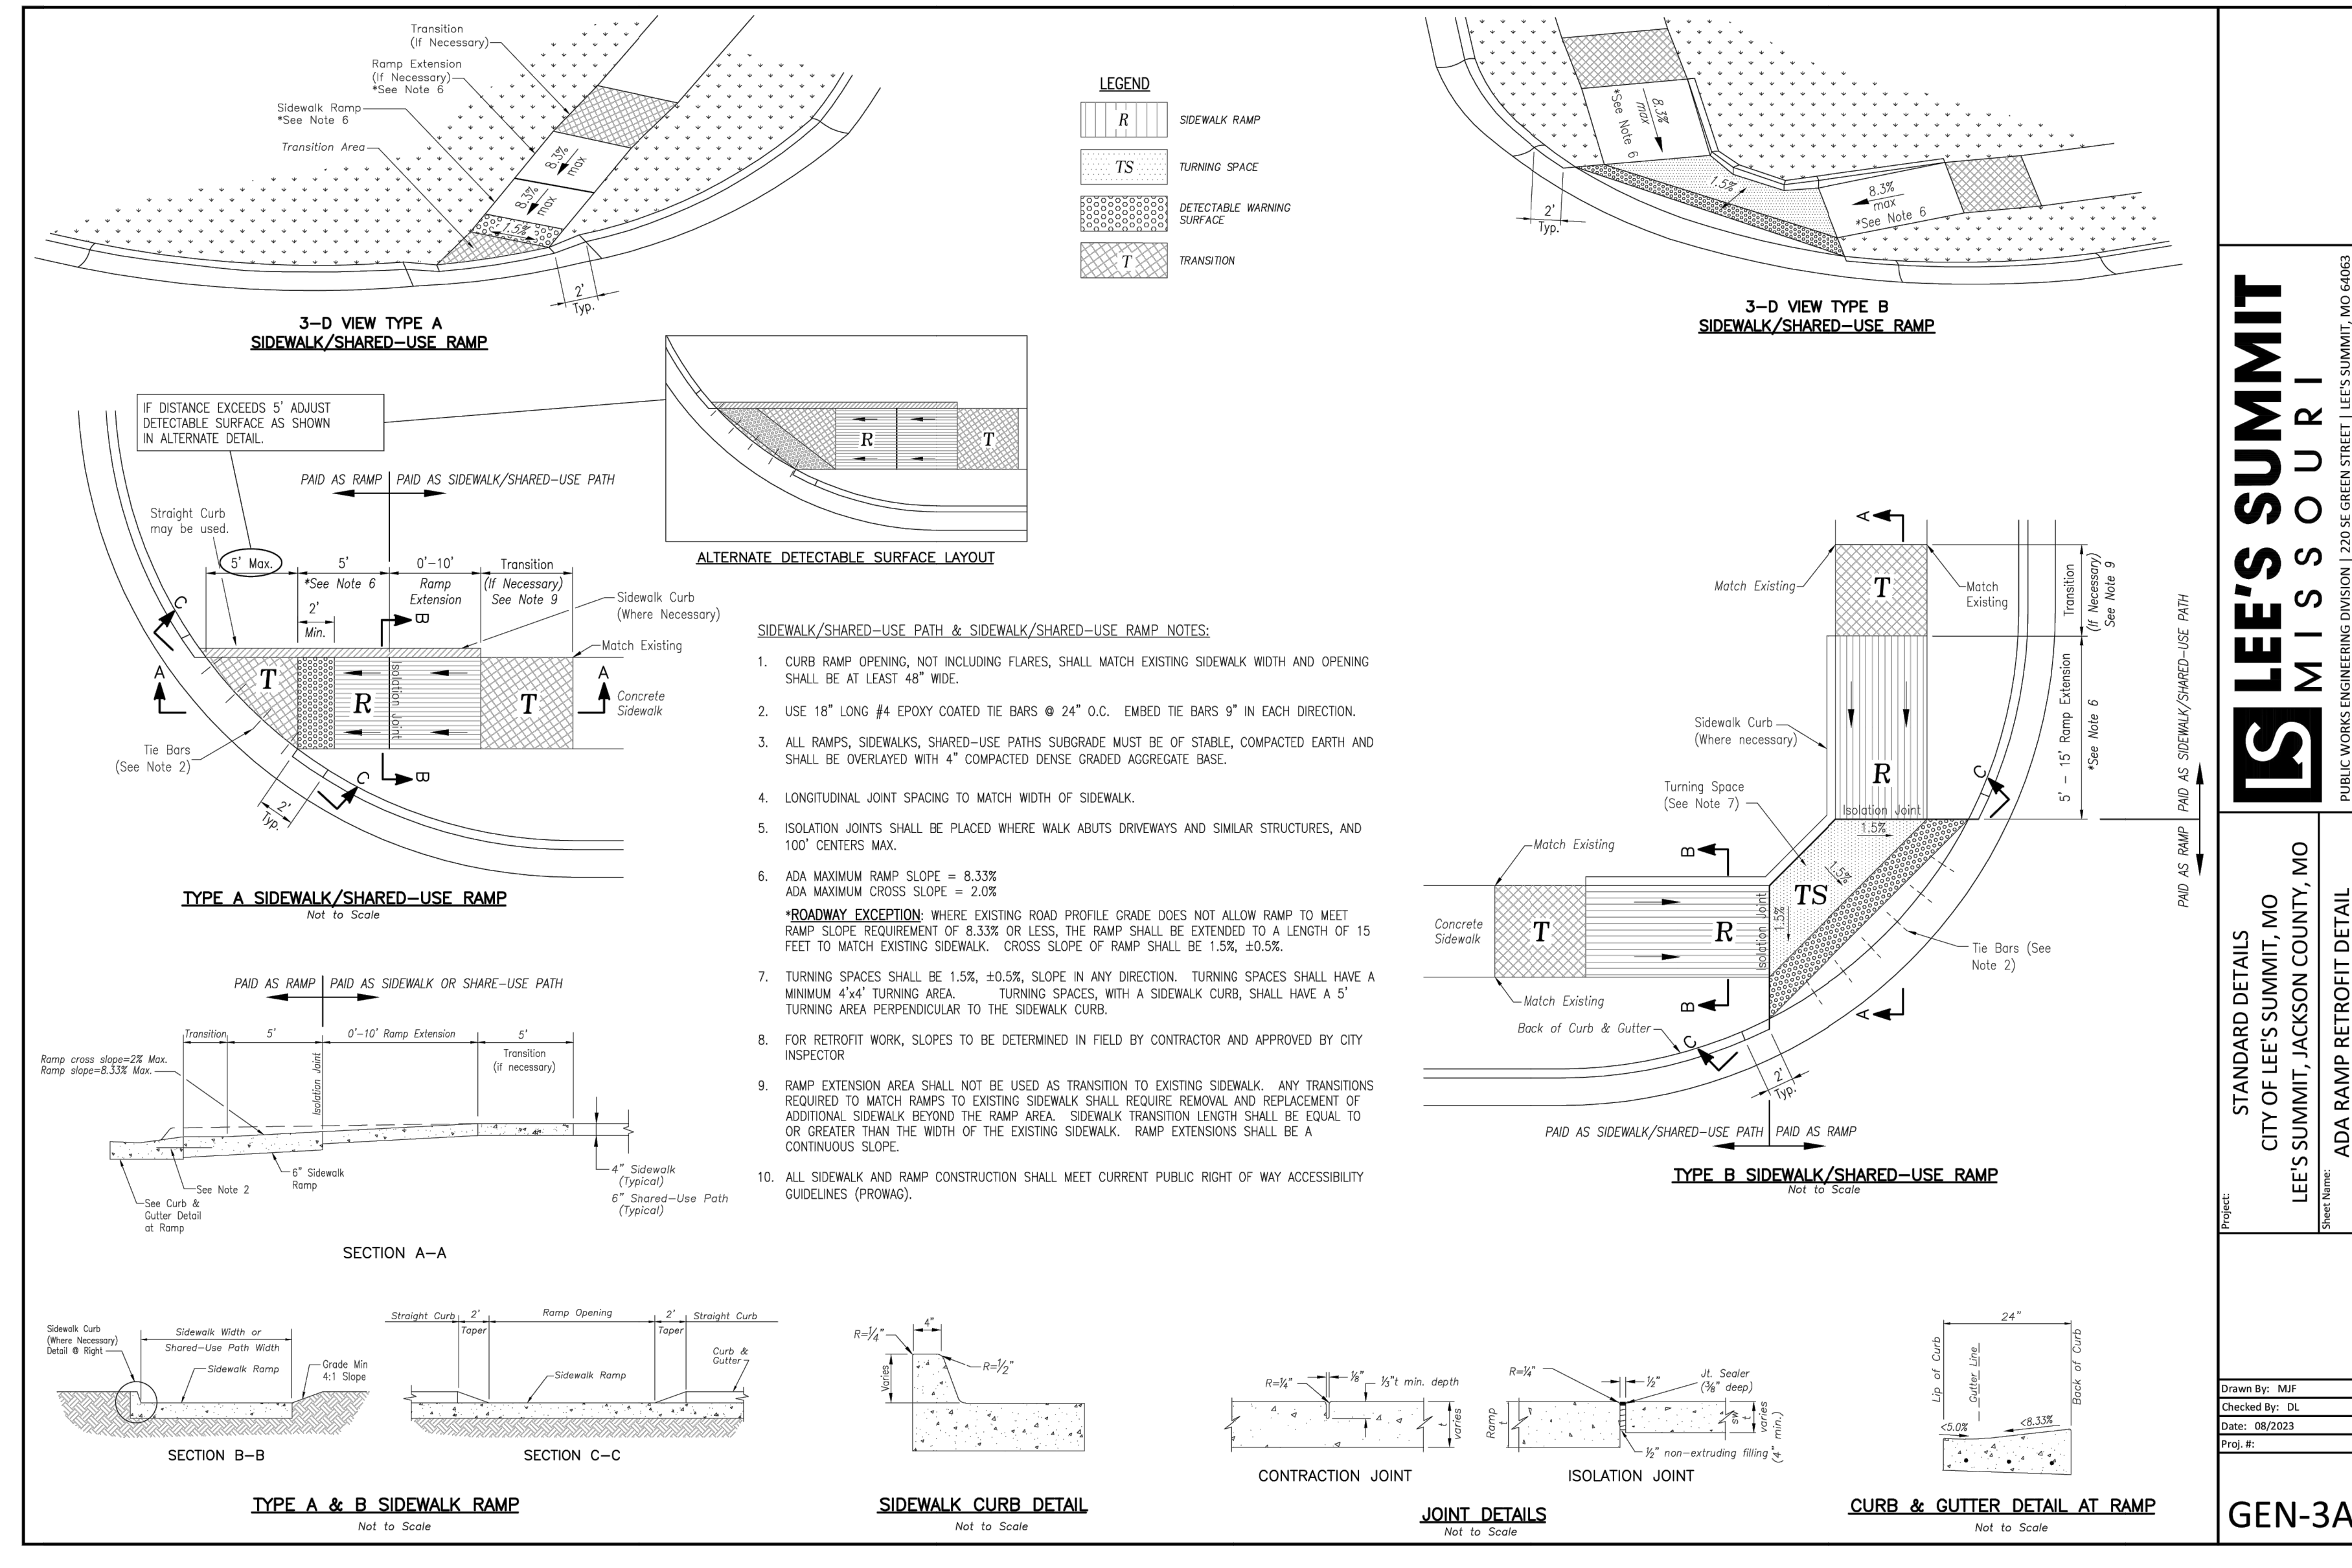 Transition
(If Necessary)
Ramp Extension
(If Necessary)
*See Note 6
Sidewalk Ramp
*See Note 6
Transition Area
8.3%
max
8.3%
max
1.5%
2'
Typ.
3-D VIEW TYPE A
SIDEWALK/SHARED-USE RAMP
LEGEND
R
SIDEWALK RAMP
TS
TURNING SPACE
DETECTABLE WARNING
SURFACE
T
TRANSITION
8.3%
max
*See Note 6
1.5%
8.3%
max
*See Note 6
2'
Typ.
3-D VIEW TYPE B
SIDEWALK/SHARED-USE RAMP
IF DISTANCE EXCEEDS 5' ADJUST
DETECTABLE SURFACE AS SHOWN
IN ALTERNATE DETAIL.
R
T
ALTERNATE DETECTABLE SURFACE LAYOUT
PAID AS RAMP
PAID AS SIDEWALK/SHARED-USE PATH
Straight Curb
may be used.
5' Max.
5'
*See Note 6
2'
Min.
0'-10'
Ramp
Extension
Transition
(If Necessary)
See Note 9
Sidewalk Curb
(Where Necessary)
Match Existing
Concrete
Sidewalk
C
B
A
A
T
R
Isolation Joint
T
Tie Bars
(See Note 2)
B
C
2'
Typ.
TYPE A SIDEWALK/SHARED-USE RAMP
Not to Scale
SIDEWALK/SHARED-USE PATH & SIDEWALK/SHARED-USE RAMP NOTES:
1. CURB RAMP OPENING, NOT INCLUDING FLARES, SHALL MATCH EXISTING SIDEWALK WIDTH AND OPENING
SHALL BE AT LEAST 48" WIDE.
2. USE 18" LONG #4 EPOXY COATED TIE BARS @ 24" O.C. EMBED TIE BARS 9" IN EACH DIRECTION.
3. ALL RAMPS, SIDEWALKS, SHARED-USE PATHS SUBGRADE MUST BE OF STABLE, COMPACTED EARTH AND
SHALL BE OVERLAYED WITH 4" COMPACTED DENSE GRADED AGGREGATE BASE.
4. LONGITUDINAL JOINT SPACING TO MATCH WIDTH OF SIDEWALK.
5. ISOLATION JOINTS SHALL BE PLACED WHERE WALK ABUTS DRIVEWAYS AND SIMILAR STRUCTURES, AND
100' CENTERS MAX.
6. ADA MAXIMUM RAMP SLOPE = 8.33%
ADA MAXIMUM CROSS SLOPE = 2.0%
*ROADWAY EXCEPTION: WHERE EXISTING ROAD PROFILE GRADE DOES NOT ALLOW RAMP TO MEET
RAMP SLOPE REQUIREMENT OF 8.33% OR LESS, THE RAMP SHALL BE EXTENDED TO A LENGTH OF 15
FEET TO MATCH EXISTING SIDEWALK. CROSS SLOPE OF RAMP SHALL BE 1.5%, ±0.5%.
7. TURNING SPACES SHALL BE 1.5%, ±0.5%, SLOPE IN ANY DIRECTION. TURNING SPACES SHALL HAVE A
MINIMUM 4'x4' TURNING AREA. TURNING SPACES, WITH A SIDEWALK CURB, SHALL HAVE A 5'
TURNING AREA PERPENDICULAR TO THE SIDEWALK CURB.
8. FOR RETROFIT WORK, SLOPES TO BE DETERMINED IN FIELD BY CONTRACTOR AND APPROVED BY CITY
INSPECTOR
9. RAMP EXTENSION AREA SHALL NOT BE USED AS TRANSITION TO EXISTING SIDEWALK. ANY TRANSITIONS
REQUIRED TO MATCH RAMPS TO EXISTING SIDEWALK SHALL REQUIRE REMOVAL AND REPLACEMENT OF
ADDITIONAL SIDEWALK BEYOND THE RAMP AREA. SIDEWALK TRANSITION LENGTH SHALL BE EQUAL TO
OR GREATER THAN THE WIDTH OF THE EXISTING SIDEWALK. RAMP EXTENSIONS SHALL BE A
CONTINUOUS SLOPE.
10. ALL SIDEWALK AND RAMP CONSTRUCTION SHALL MEET CURRENT PUBLIC RIGHT OF WAY ACCESSIBILITY
GUIDELINES (PROWAG).
A
Match Existing
T
Match
Existing
Transition
(If Necessary)
See Note 9
5' - 15' Ramp Extension
*See Note 6
PAID AS SIDEWALK/SHARED-USE PATH
PAID AS RAMP
Sidewalk Curb
(Where necessary)
R
Isolation Joint
C
Turning Space
(See Note 7)
1.5%
1.5%
1.5%
TS
Match Existing
B
Concrete
Sidewalk
T
R
Isolation Joint
Tie Bars (See
Note 2)
Match Existing
B
A
Back of Curb & Gutter
C
2'
Typ.
PAID AS SIDEWALK/SHARED-USE PATH
PAID AS RAMP
TYPE B SIDEWALK/SHARED-USE RAMP
Not to Scale
PAID AS RAMP
PAID AS SIDEWALK OR SHARE-USE PATH
Transition
5'
0'-10' Ramp Extension
5'
Transition
(if necessary)
Ramp cross slope=2% Max.
Ramp slope=8.33% Max.
Isolation Joint
See Note 2
6" Sidewalk
Ramp
See Curb &
Gutter Detail
at Ramp
4" Sidewalk
(Typical)
6" Shared-Use Path
(Typical)
SECTION A-A
Sidewalk Curb
(Where Necessary)
Detail @ Right
Sidewalk Width or
Shared-Use Path Width
Sidewalk Ramp
Grade Min
4:1 Slope
SECTION B-B
Straight Curb
2'
Taper
Ramp Opening
2'
Taper
Straight Curb
Curb &
Gutter
Sidewalk Ramp
SECTION C-C
TYPE A & B SIDEWALK RAMP
Not to Scale
4"
R=1/4"
R=1/2"
Varies
SIDEWALK CURB DETAIL
Not to Scale
R=1/4"
1/8"
1/3"t min. depth
t
varies
CONTRACTION JOINT
R=1/4"
1/2"
Jt. Sealer
(3/8" deep)
Ramp
t
sw
t
varies
(4" min.)
1/2" non-extruding filling
ISOLATION JOINT
JOINT DETAILS
Not to Scale
24"
Lip of Curb
Gutter Line
Back of Curb
<5.0%
<8.33%
CURB & GUTTER DETAIL AT RAMP
Not to Scale
LS LEE'S SUMMIT
MISSOURI
PUBLIC WORKS ENGINEERING DIVISION | 220 SE GREEN STREET | LEE'S SUMMIT, MO 64063
Project:
STANDARD DETAILS
CITY OF LEE'S SUMMIT, MO
LEE'S SUMMIT, JACKSON COUNTY, MO
Sheet Name:
ADA RAMP RETROFIT DETAIL
Drawn By: MJF
Checked By: DL
Date: 08/2023
Proj. #:
GEN-3A